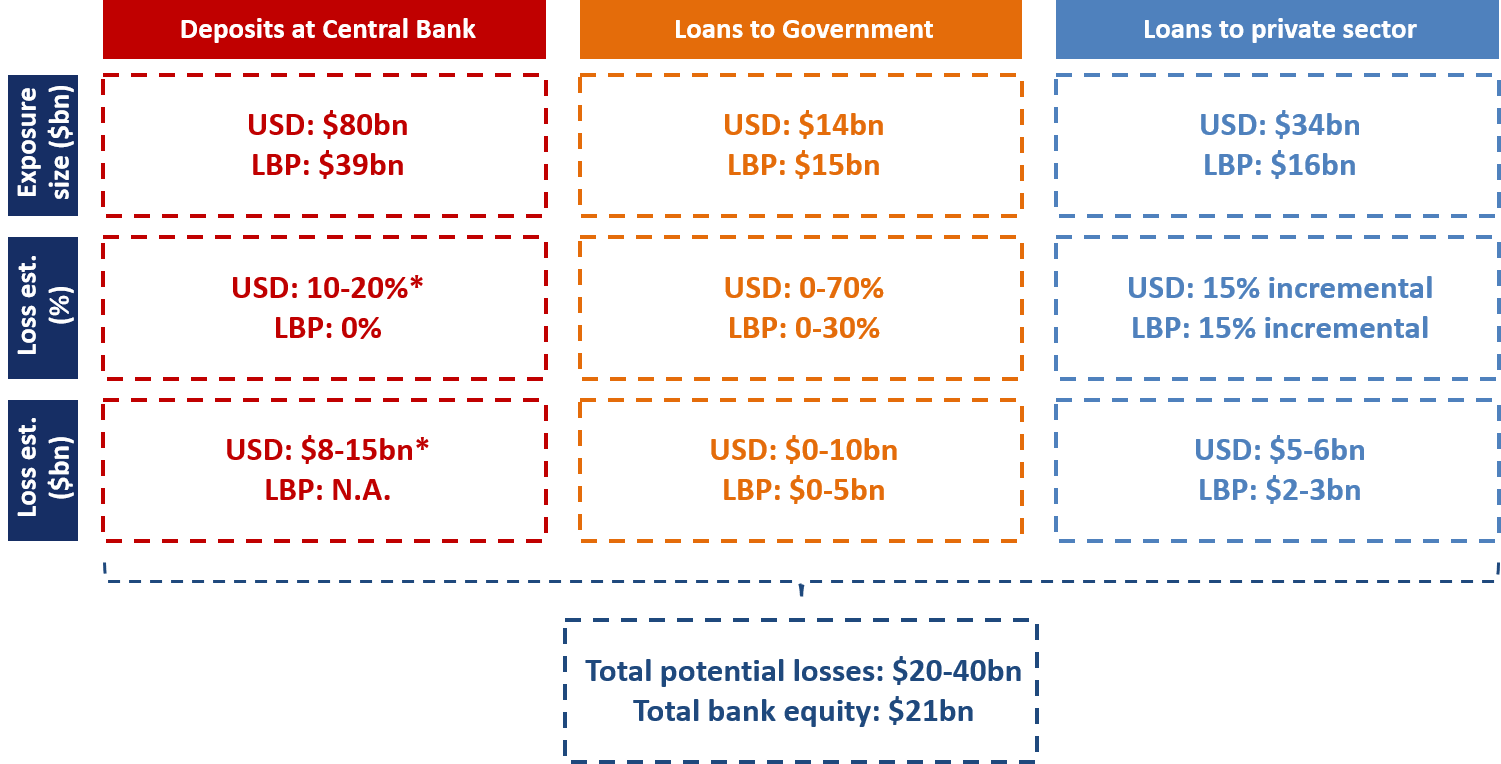 Deposits at Central Bank
Loans to Government
Loans to private sector
Exposure
size ($bn)
USD: $80bn
LBP: $39bn
USD: $14bn
LBP: $15bn
USD: $34bn
LBP: $16bn
Loss est.
(%)
USD: 10-20%*
LBP: 0%
USD: 0-70%
LBP: 0-30%
USD: 15% incremental
LBP: 15% incremental
Loss est.
($bn)
USD: $8-15bn*
LBP: N.A.
USD: $0-10bn
LBP: $0-5bn
USD: $5-6bn
LBP: $2-3bn
Total potential losses: $20-40bn
Total bank equity: $21bn